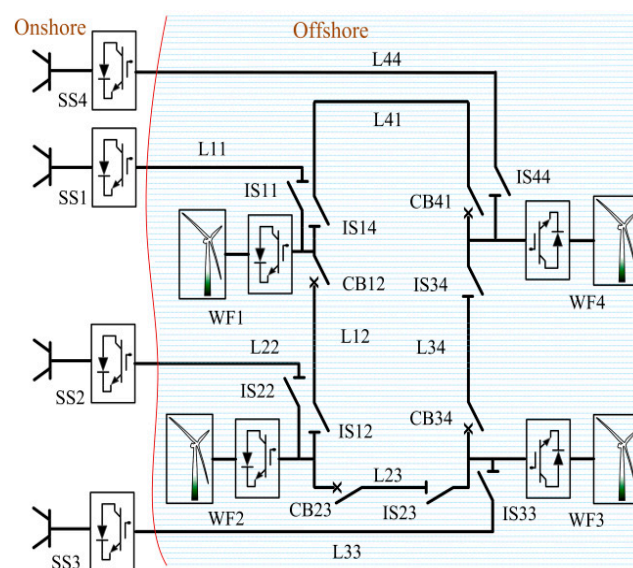 Onshore
Offshore
L44
SS4
L41
L11
SS1
IS11
IS44
CB41
IS14
WF1
CB12
IS34
WF4
L12
L22
L34
SS2
IS22
IS12
CB34
L23
WF2
CB23
IS23
IS33
WF3
SS3
L33